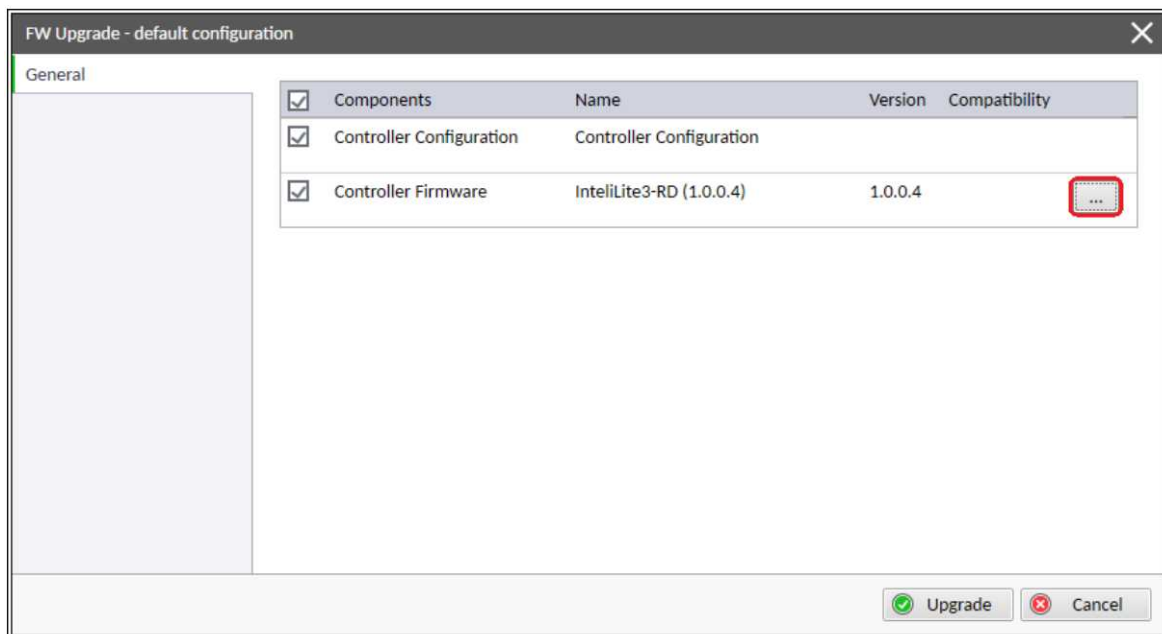 FW Upgrade - default configuration
General
Components Name Version Compatibility
Controller Configuration Controller Configuration
Controller Firmware InteliLite3-RD (1.0.0.4) 1.0.0.4 ...
Upgrade Cancel